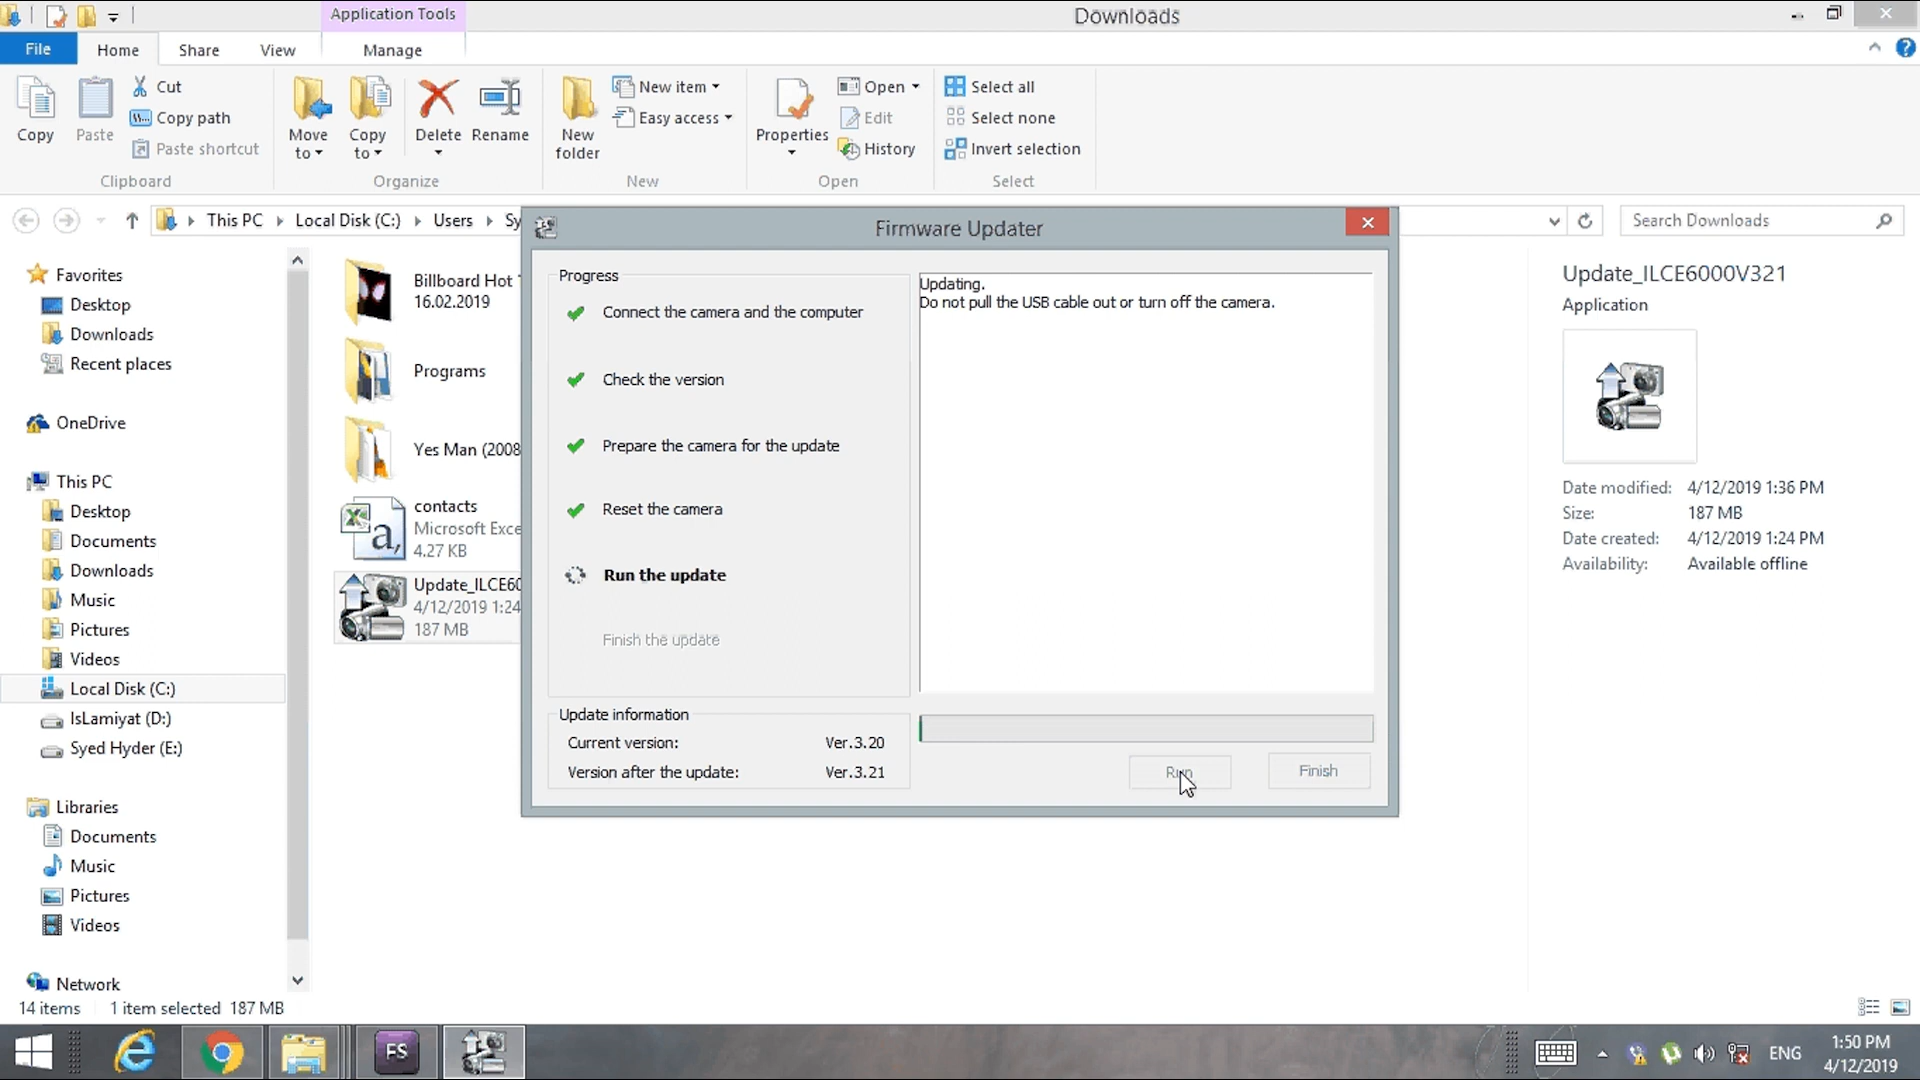 Application Tools
Downloads
File
Home
Share
View
Manage
Copy
Paste
Cut
Copy path
Paste shortcut
Clipboard
Move to
Copy to
Delete
Rename
Organize
New folder
New item
Easy access
New
Properties
Open
Edit
History
Open
Select all
Select none
Invert selection
Select
This PC
Local Disk (C:)
Users
Sy
Search Downloads
Favorites
Desktop
Downloads
Recent places
OneDrive
This PC
Desktop
Documents
Downloads
Music
Pictures
Videos
Local Disk (C:)
IsLamiyat (D:)
Syed Hyder (E:)
Libraries
Documents
Music
Pictures
Videos
Network
Billboard Hot
16.02.2019
Programs
Yes Man (2008
contacts
Microsoft Exce
4.27 KB
a,
Update_ILCE60
4/12/2019 1:24
187 MB
Firmware Updater
Progress
Connect the camera and the computer
Check the version
Prepare the camera for the update
Reset the camera
Run the update
Finish the update
Updating.
Do not pull the USB cable out or turn off the camera.
Update information
Current version: Ver.3.20
Version after the update: Ver.3.21
Run
Finish
Update_ILCE6000V321
Application
Date modified: 4/12/2019 1:36 PM
Size: 187 MB
Date created: 4/12/2019 1:24 PM
Availability: Available offline
14 items 1 item selected 187 MB
FS
ENG
1:50 PM
4/12/2019